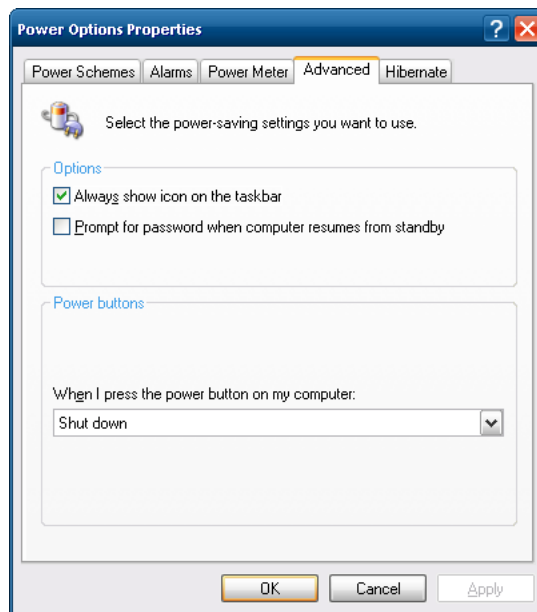 Power Options Properties
?
Power Schemes Alarms Power Meter Advanced Hibernate
Select the power-saving settings you want to use.
Options
Always show icon on the taskbar
Prompt for password when computer resumes from standby
Power buttons
When I press the power button on my computer:
Shut down
OK Cancel Apply